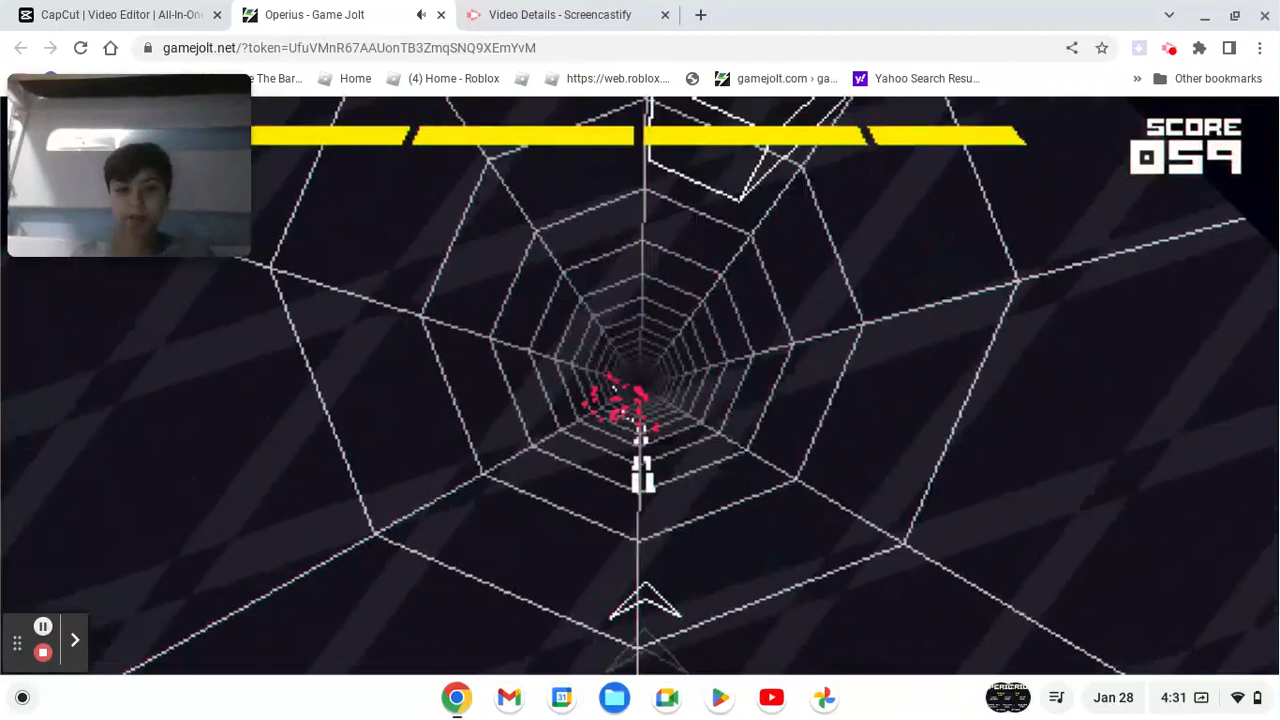 CapCut | Video Editor | All-In-On
Operius - Game Jolt
Video Details - Screencastify
gamejolt.net/?token=UfuVMnR67AAUonTB3ZmqSNQ9XEmYvM
The Bar...
Home
(4) Home - Roblox
https://web.roblox....
gamejolt.com › ga...
Yahoo Search Resu...
»
Other bookmarks
SCORE
059
31
Jan 28
4:31